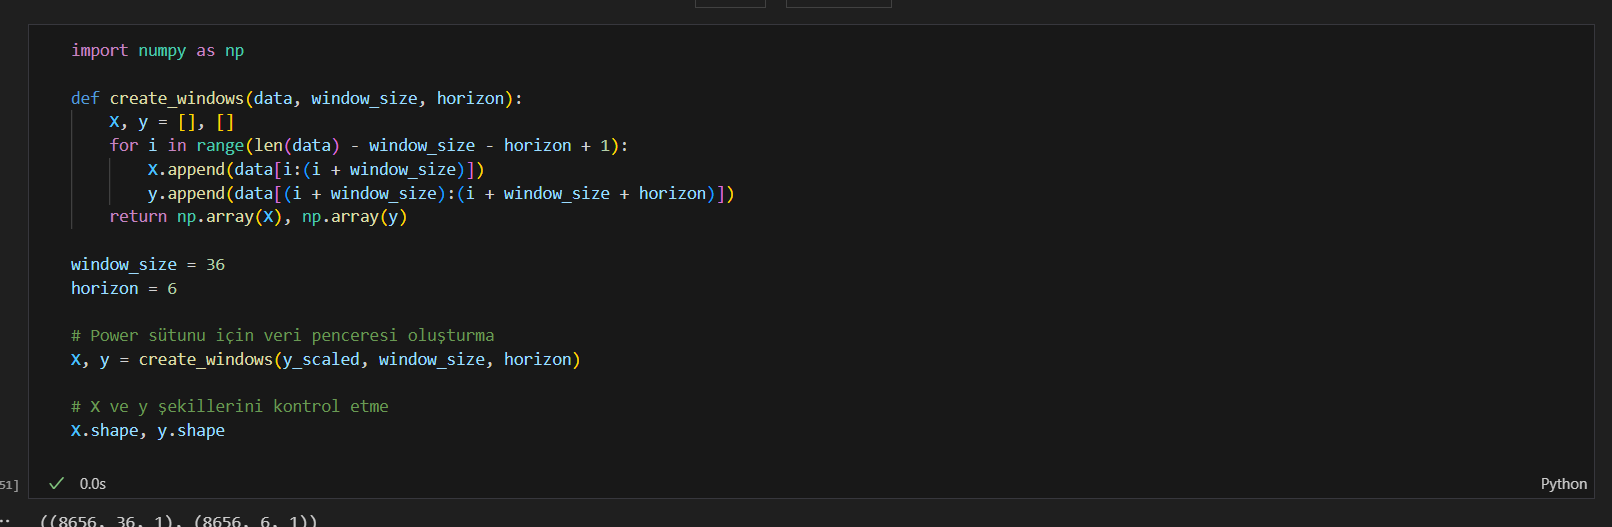 import numpy as np
def create_windows(data, window_size, horizon):
X, y = [], []
for i in range(len(data) - window_size - horizon + 1):
X.append(data[i:(i + window_size)])
y.append(data[(i + window_size):(i + window_size + horizon)])
return np.array(X), np.array(y)
window_size = 36
horizon = 6
# Power sütunu için veri penceresi oluşturma
X, y = create_windows(y_scaled, window_size, horizon)
# X ve y şekillerini kontrol etme
X.shape, y.shape
51] ✓ 0.0s Python
((8656, 36, 1), (8656, 6, 1))